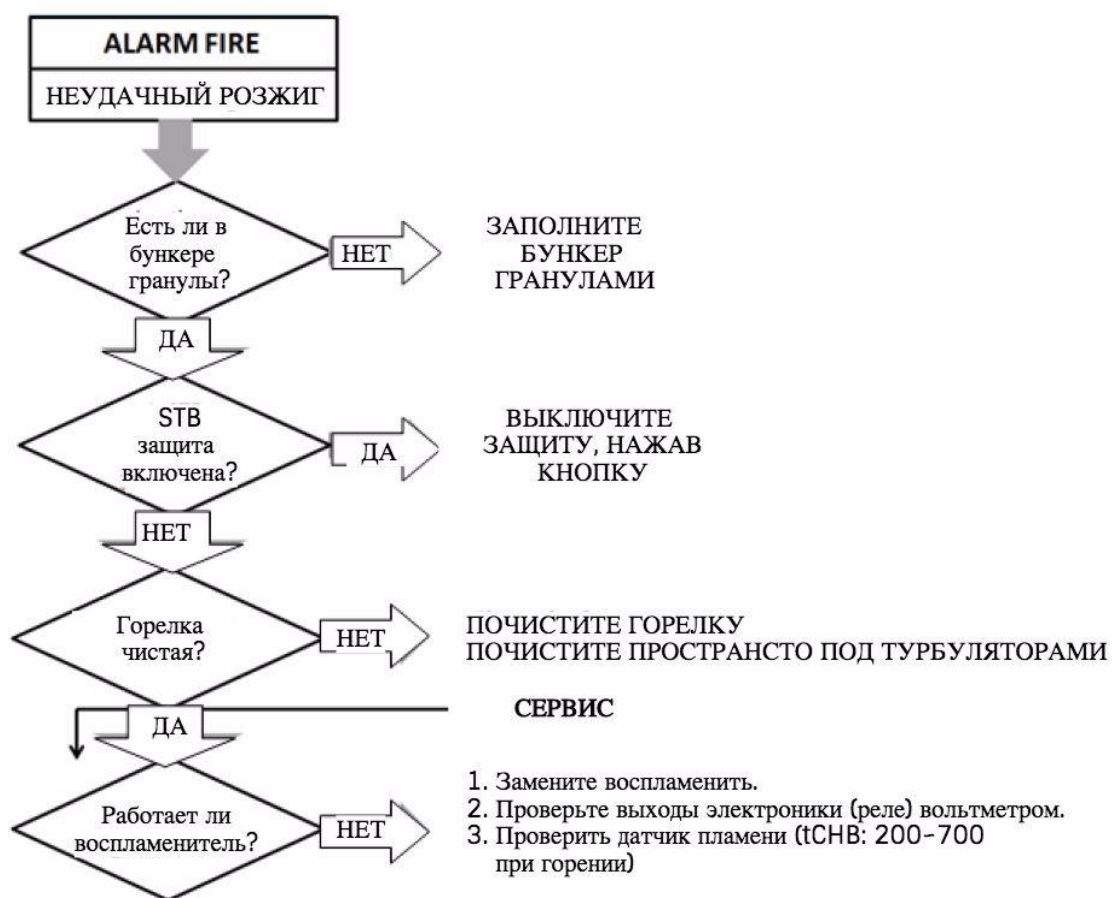 ALARM FIRE
НЕУДАЧНЫЙ РОЗЖИГ
Есть ли в
бункере
гранулы?
НЕТ
ЗАПОЛНИТЕ
БУНКЕР
ГРАНУЛАМИ
ДА
STB
защита
включена?
ДА
ВЫКЛЮЧИТЕ
ЗАЩИТУ, НАЖАВ
КНОПКУ
НЕТ
Горелка
чистая?
НЕТ
ПОЧИСТИТЕ ГОРЕЛКУ
ПОЧИСТИТЕ ПРОСТРАНСТО ПОД ТУРБУЛЯТОРАМИ
СЕРВИС
ДА
Работает ли
воспламенитель?
НЕТ
1. Замените воспламенить.
2. Проверьте выходы электроники (реле) вольтметром.
3. Проверить датчик пламени (tCHB: 200-700
при горении)